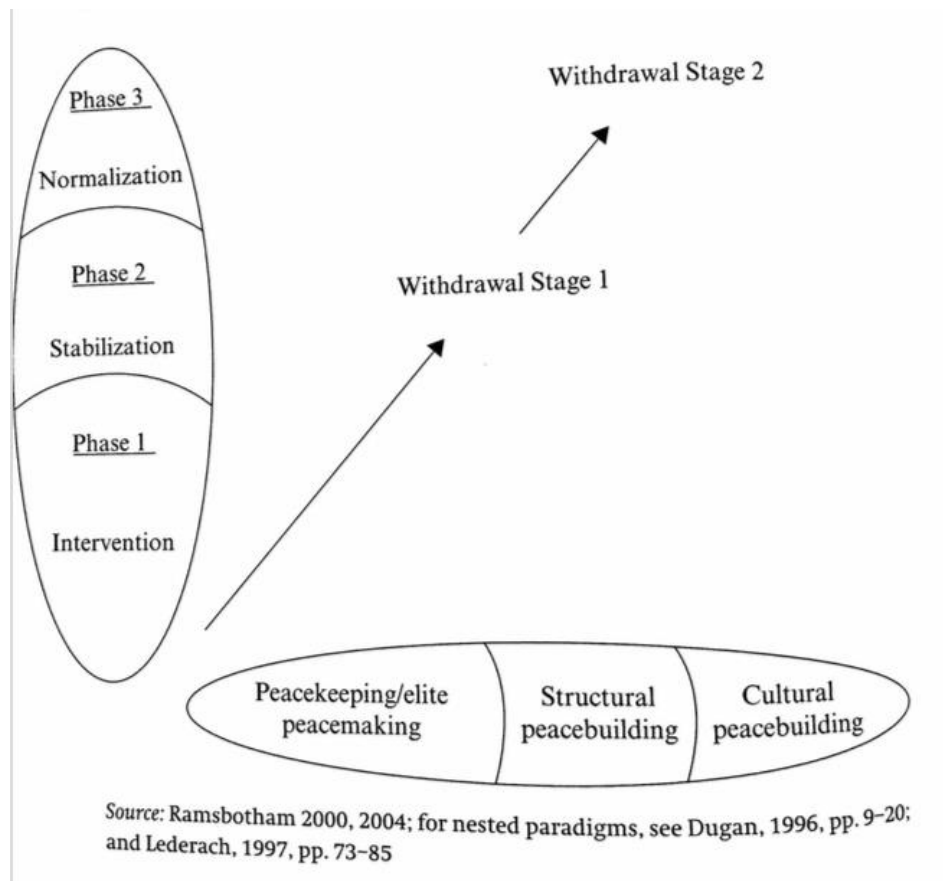 Phase 3
Normalization
Phase 2
Stabilization
Phase 1
Intervention
Withdrawal Stage 2
Withdrawal Stage 1
Peacekeeping/elite
peacemaking
Structural
peacebuilding
Cultural
peacebuilding
Source: Ramsbotham 2000, 2004; for nested paradigms, see Dugan, 1996, pp. 9–20;
and Lederach, 1997, pp. 73–85